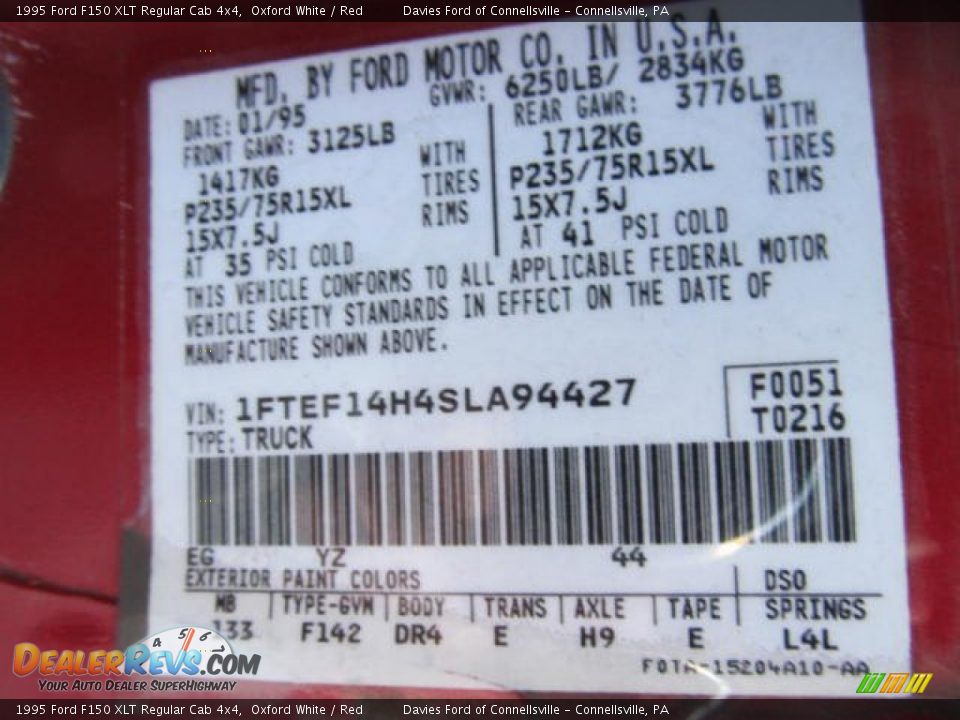 1995 Ford F150 XLT Regular Cab 4x4, Oxford White / Red Davies Ford of Connellsville - Connellsville, PA
MFD. BY FORD MOTOR CO. IN U.S.A.
DATE: 01/95 GVWR: 6250LB/ 2834KG
FRONT GAWR: 3125LB REAR GAWR: 3776LB
1417KG WITH 1712KG WITH
P235/75R15XL TIRES P235/75R15XL TIRES
15X7.5J RIMS 15X7.5J RIMS
AT 35 PSI COLD AT 41 PSI COLD
THIS VEHICLE CONFORMS TO ALL APPLICABLE FEDERAL MOTOR
VEHICLE SAFETY STANDARDS IN EFFECT ON THE DATE OF
MANUFACTURE SHOWN ABOVE.
VIN: 1FTEF14H4SLA94427 F0051
TYPE: TRUCK T0216
EG YZ 44
EXTERIOR PAINT COLORS DSO
WB TYPE-GVW BODY TRANS AXLE TAPE SPRINGS
133 F142 DR4 E H9 E L4L
F0TA-15204A10-AA
4 5 6
DealerRevs.com
Your Auto Dealer SuperHighway
1995 Ford F150 XLT Regular Cab 4x4, Oxford White / Red Davies Ford of Connellsville - Connellsville, PA